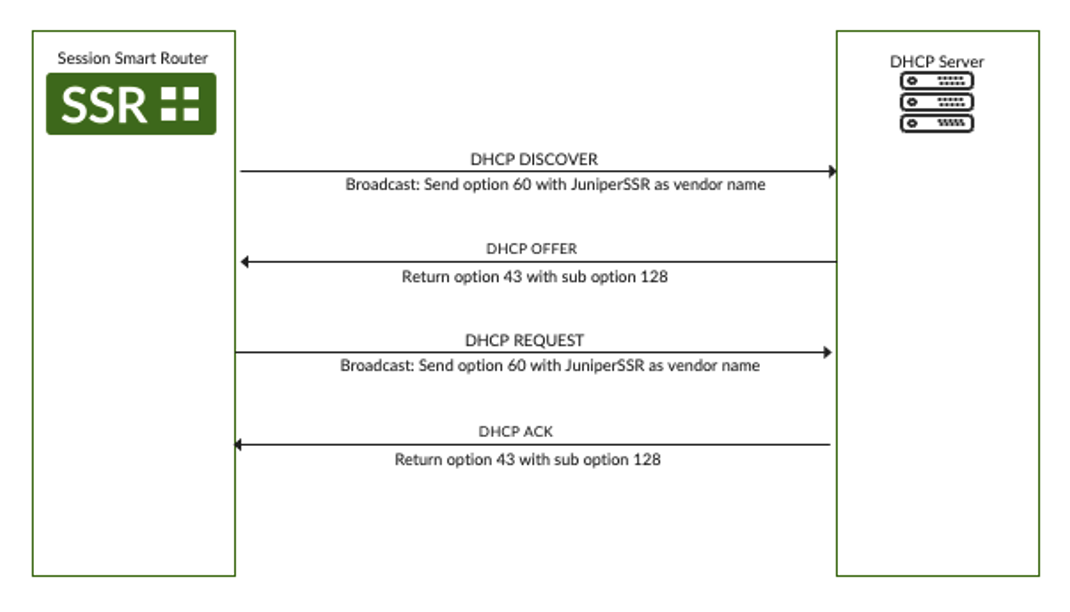 Session Smart Router
SSR
DHCP Server
DHCP DISCOVER
Broadcast: Send option 60 with JuniperSSR as vendor name
DHCP OFFER
Return option 43 with sub option 128
DHCP REQUEST
Broadcast: Send option 60 with JuniperSSR as vendor name
DHCP ACK
Return option 43 with sub option 128